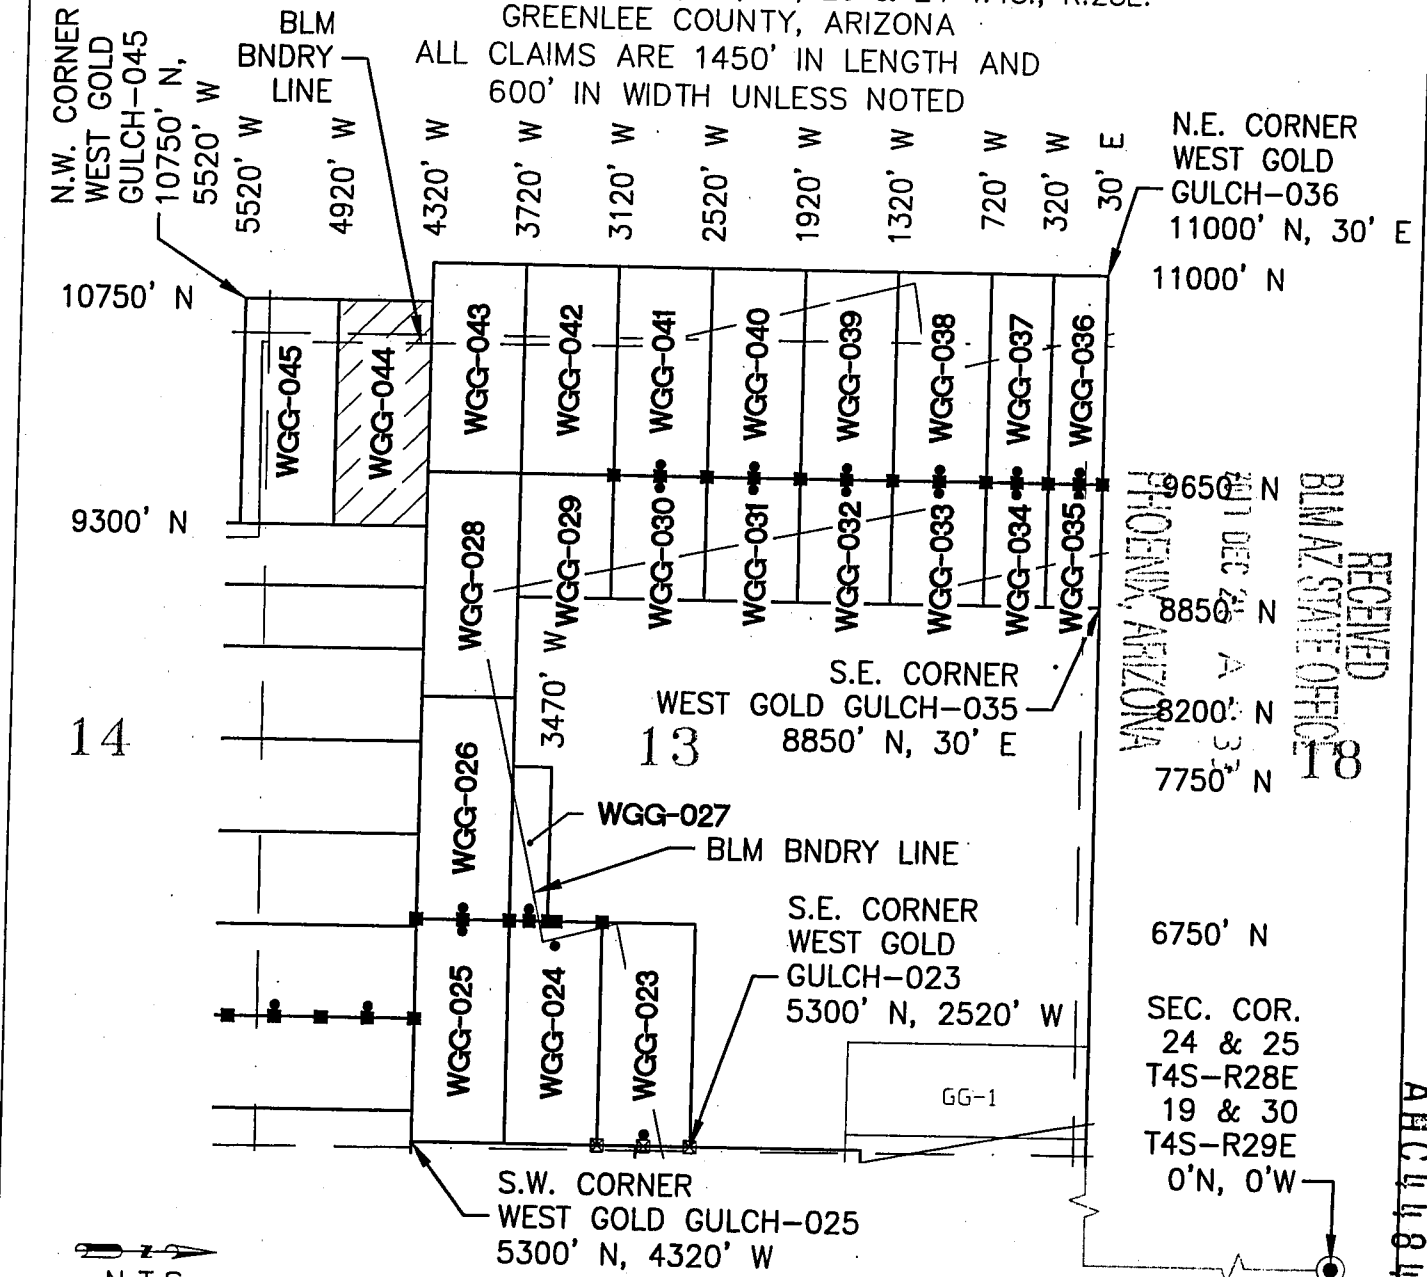 GREENLEE COUNTY, ARIZONA
ALL CLAIMS ARE 1450' IN LENGTH AND
600' IN WIDTH UNLESS NOTED
BLM
BNDRY
LINE
N.W. CORNER
WEST GOLD
GULCH-045
10750' N,
5520' W
5520' W
4920' W
4320' W
3720' W
3120' W
2520' W
1920' W
1320' W
720' W
320' W
30' E
N.E. CORNER
WEST GOLD
GULCH-036
11000' N, 30' E
11000' N
10750' N
WGG-045
WGG-044
WGG-043
WGG-042
WGG-041
WGG-040
WGG-039
WGG-038
WGG-037
WGG-036
9650' N
9300' N
WGG-028
WGG-029
WGG-030
WGG-031
WGG-032
WGG-033
WGG-034
WGG-035
8850' N
RECEIVED
BLM AZ. STATE OFFICE
PHOENIX, ARIZONA
3470' W
S.E. CORNER
WEST GOLD GULCH-035
8850' N, 30' E
8200' N
14
13
18
7750' N
WGG-026
WGG-027
BLM BNDRY LINE
S.E. CORNER
WEST GOLD
GULCH-023
5300' N, 2520' W
6750' N
WGG-025
WGG-024
WGG-023
GG-1
SEC. COR.
24 & 25
T4S-R28E
19 & 30
T4S-R29E
0'N, 0'W
S.W. CORNER
WEST GOLD GULCH-025
5300' N, 4320' W